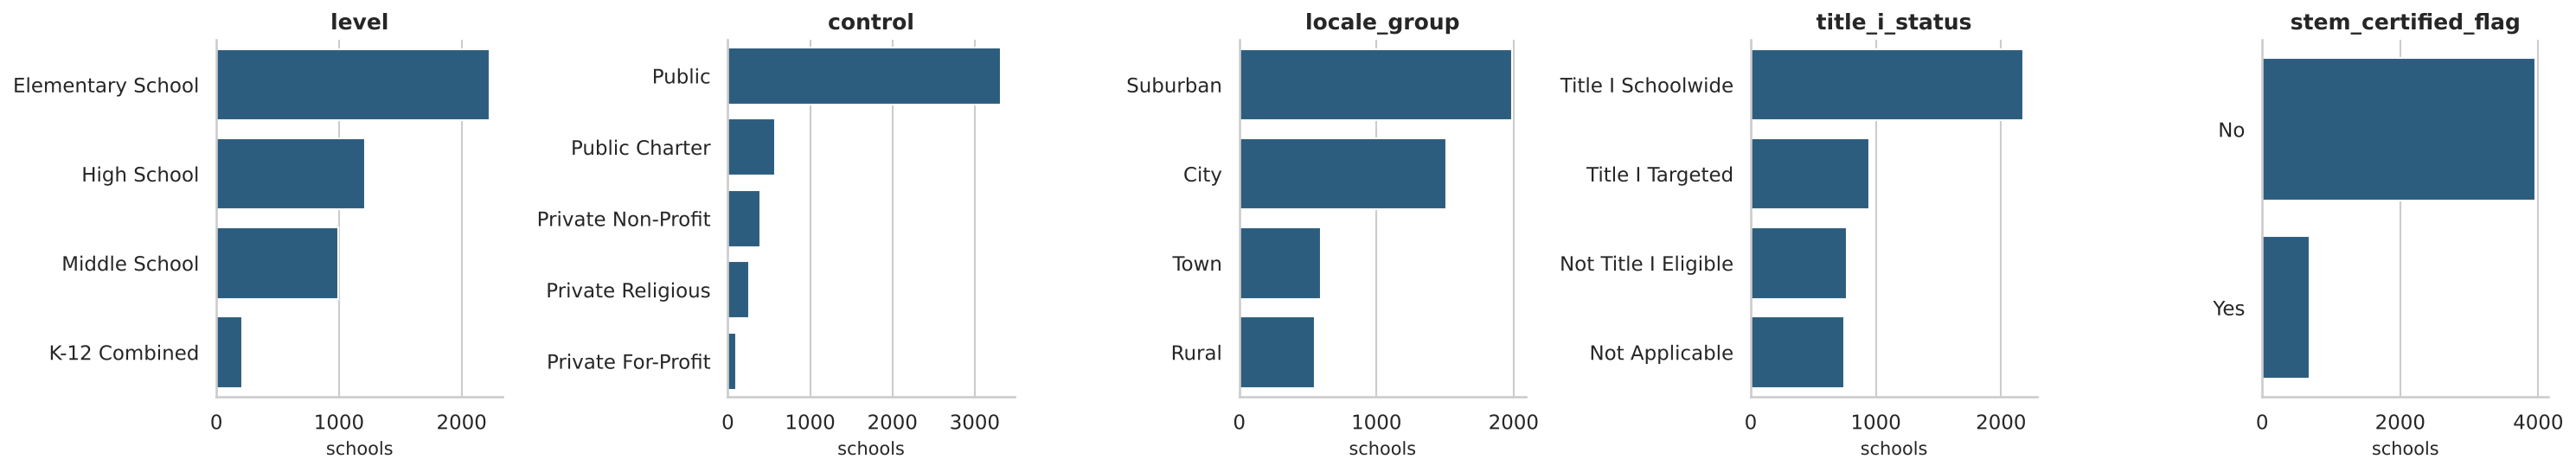 level
Elementary School
High School
Middle School
K-12 Combined
0 1000 2000
schools
control
Public
Public Charter
Private Non-Profit
Private Religious
Private For-Profit
0 1000 2000 3000
schools
locale_group
Suburban
City
Town
Rural
0 1000 2000
schools
title_i_status
Title I Schoolwide
Title I Targeted
Not Title I Eligible
Not Applicable
0 1000 2000
schools
stem_certified_flag
No
Yes
0 2000 4000
schools